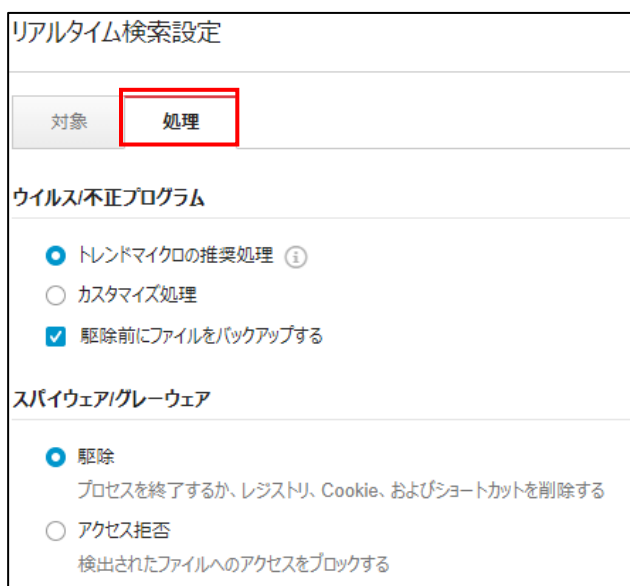 リアルタイム検索設定
対象 処理
ウイルス/不正プログラム
トレンドマイクロの推奨処理
カスタマイズ処理
駆除前にファイルをバックアップする
スパイウェア/グレーウェア
駆除
プロセスを終了するか、レジストリ、Cookie、およびショートカットを削除する
アクセス拒否
検出されたファイルへのアクセスをブロックする